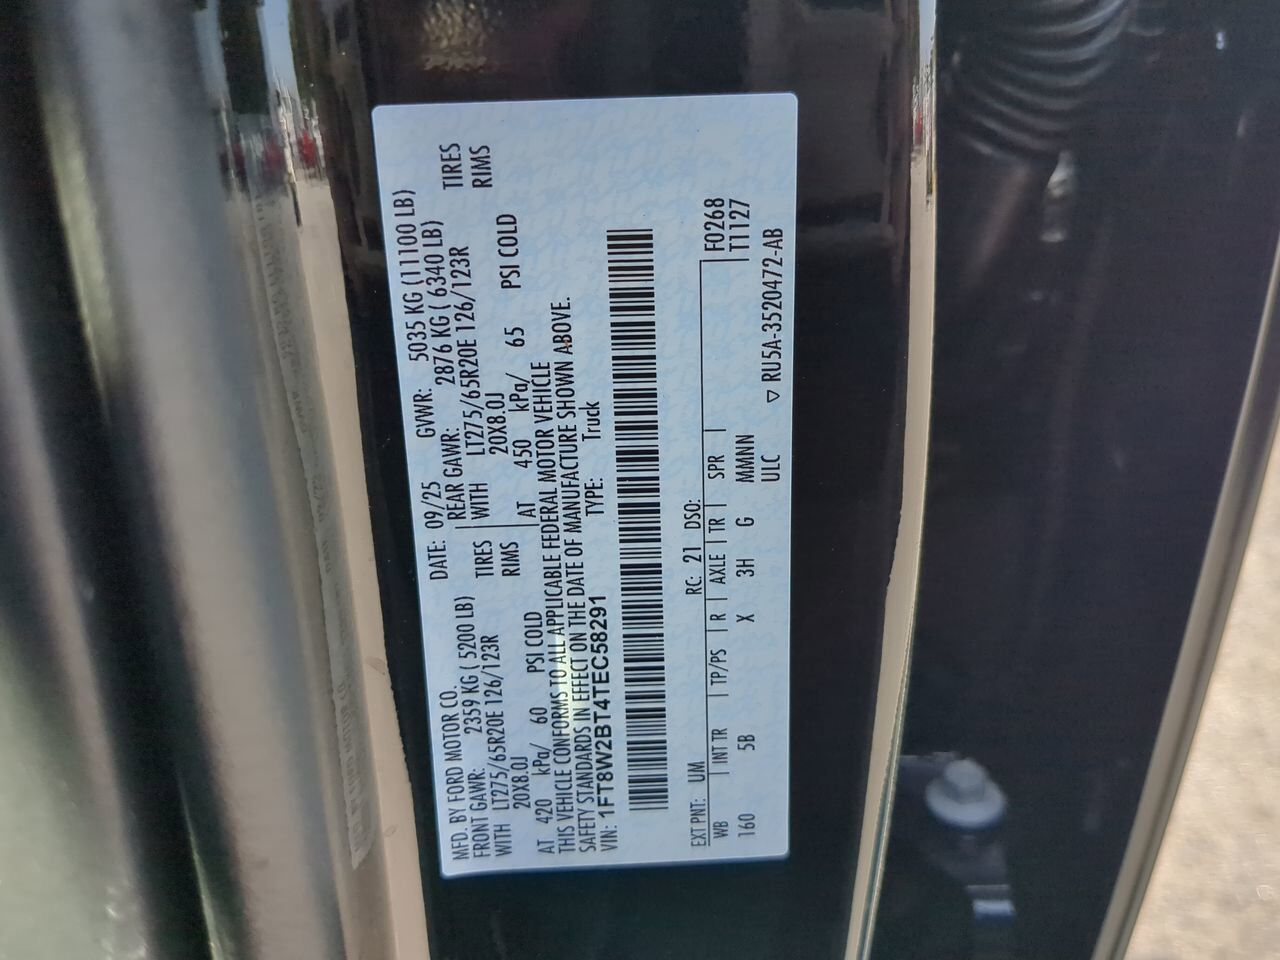 MFD. BY FORD MOTOR CO.
DATE: 09/25 GVWR: 5035 KG (11100 LB)
FRONT GAWR: 2359 KG ( 5200 LB)
REAR GAWR: 2876 KG ( 6340 LB)
WITH LT275/65R20E 126/123R TIRES
WITH LT275/65R20E 126/123R TIRES
20X8.0J RIMS
20X8.0J RIMS
AT 420 kPa/ 60 PSI COLD
AT 450 kPa/ 65 PSI COLD
THIS VEHICLE CONFORMS TO ALL APPLICABLE FEDERAL MOTOR VEHICLE
SAFETY STANDARDS IN EFFECT ON THE DATE OF MANUFACTURE SHOWN ABOVE.
VIN: 1FT8W2BT4TEC58291 TYPE: Truck
EXT PNT: UM RC: 21 DSO: F0268
WB INT TR TP/PS R AXLE TR SPR T1127
160 5B X 3H G MMNN
ULC ▽ RU5A-3520472-AB